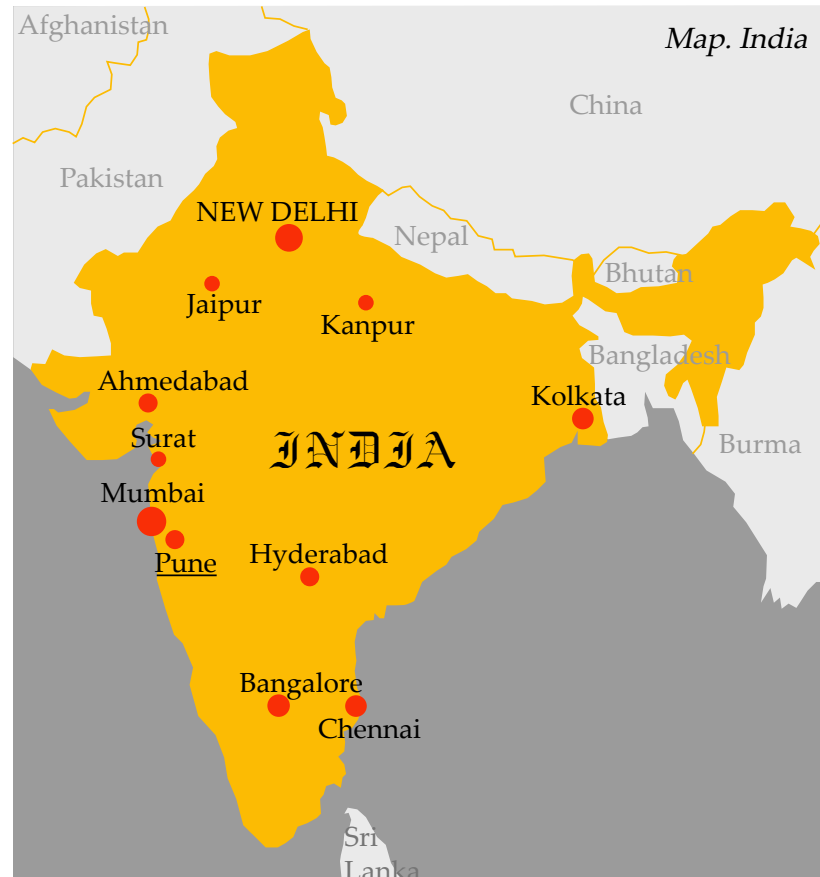 Afghanistan
Map. India
China
Pakistan
NEW DELHI
Nepal
Bhutan
Jaipur
Kanpur
Bangladesh
Ahmedabad
Kolkata
Surat
INDIA
Burma
Mumbai
Hyderabad
Pune
Bangalore
Chennai
Sri
Lanka